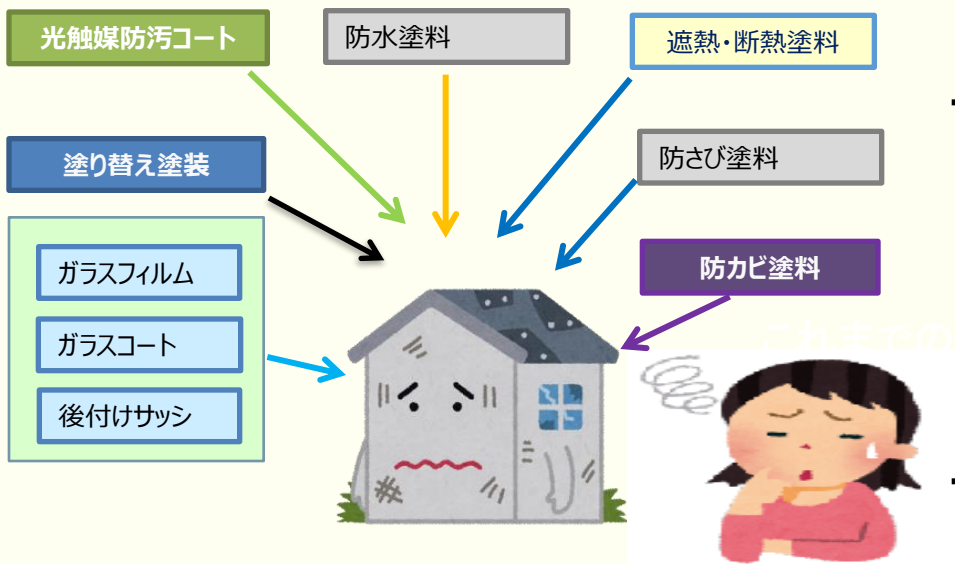 光触媒防汚コート
防水塗料
遮熱・断熱塗料
塗り替え塗装
防さび塗料
ガラスフィルム
防カビ塗料
ガラスコート
後付けサッシ